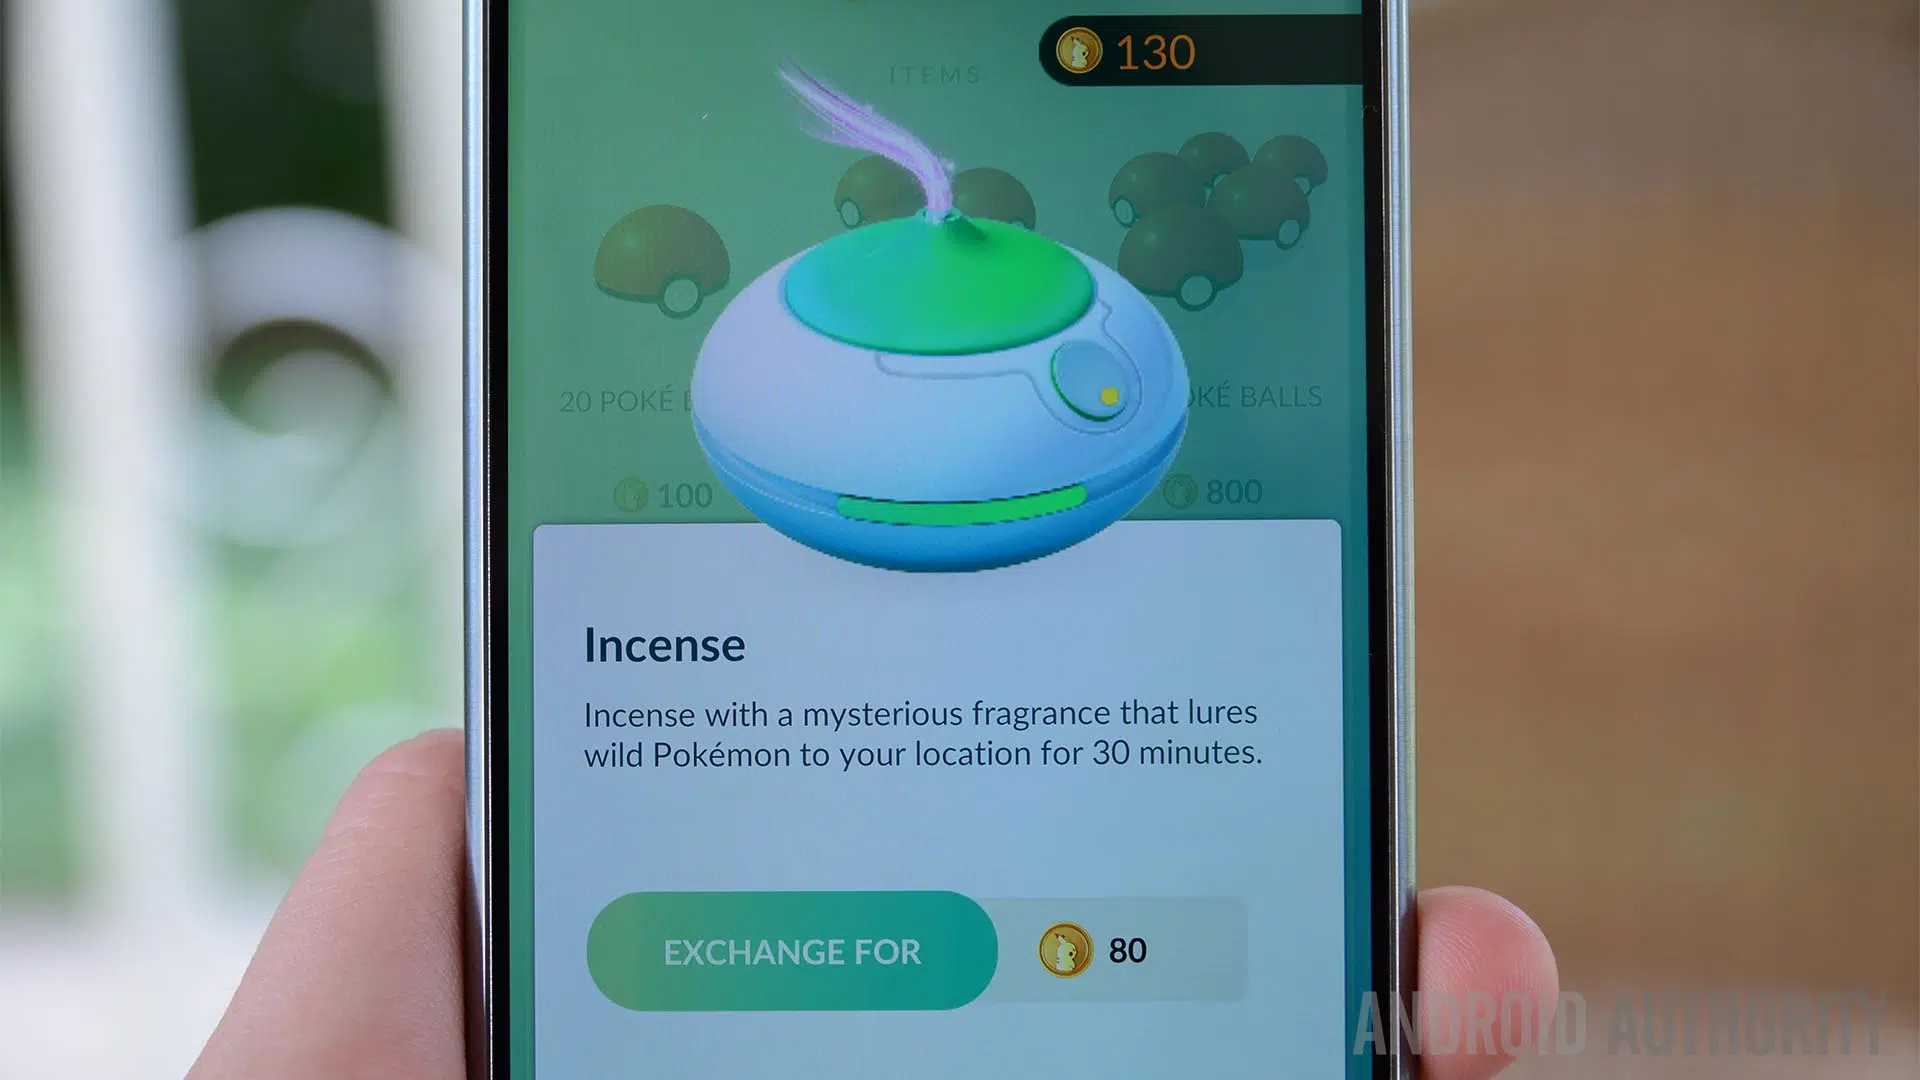 130
ITEMS
20 POKÉ
KÉ BALLS
100
800
Incense
Incense with a mysterious fragrance that lures
wild Pokémon to your location for 30 minutes.
EXCHANGE FOR
80
ANDROID AUTHORITY